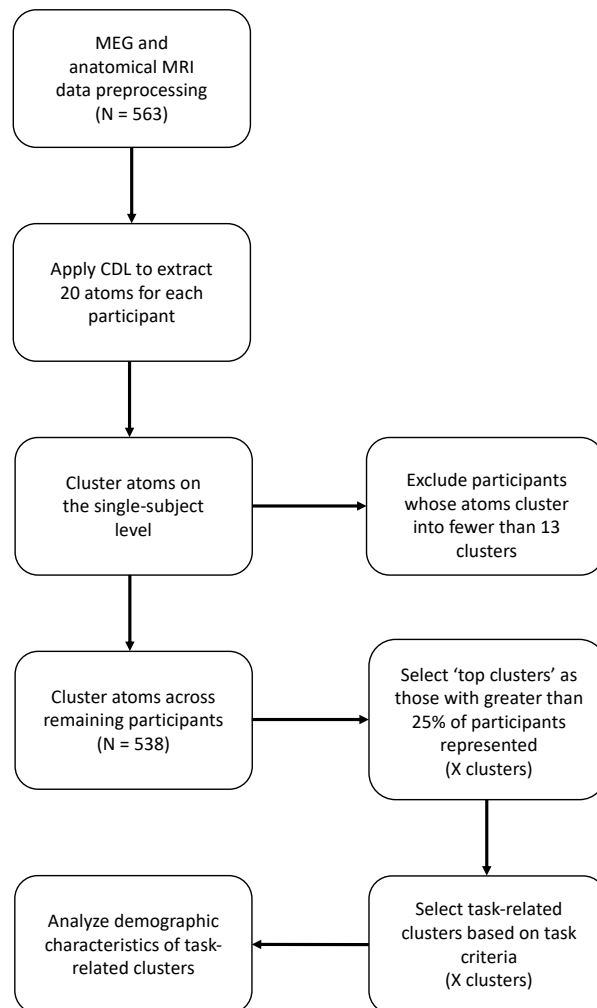 MEG and
anatomical MRI
data preprocessing
(N = 563)
Apply CDL to extract
20 atoms for each
participant
Cluster atoms on
the single-subject
level
Exclude participants
whose atoms cluster
into fewer than 13
clusters
Cluster atoms across
remaining participants
(N = 538)
Select ‘top clusters’ as
those with greater than
25% of participants
represented
(X clusters)
Select task-related
clusters based on task
criteria
(X clusters)
Analyze demographic
characteristics of task-
related clusters